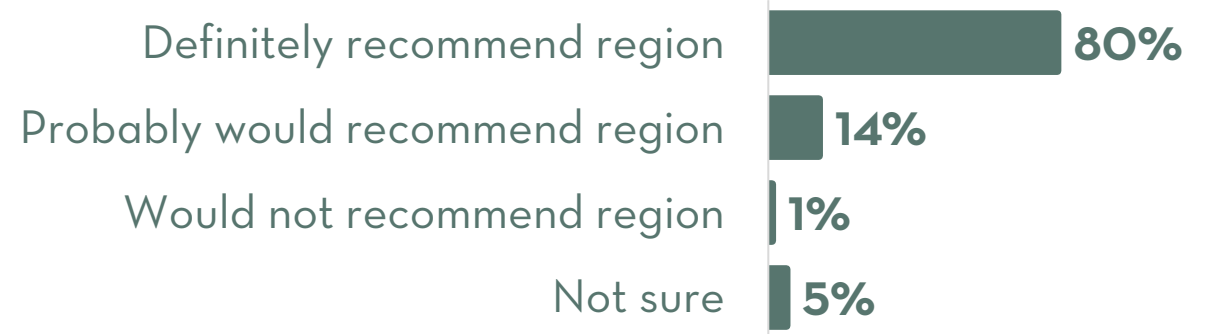 Definitely recommend region 80%
Probably would recommend region 14%
Would not recommend region 1%
Not sure 5%